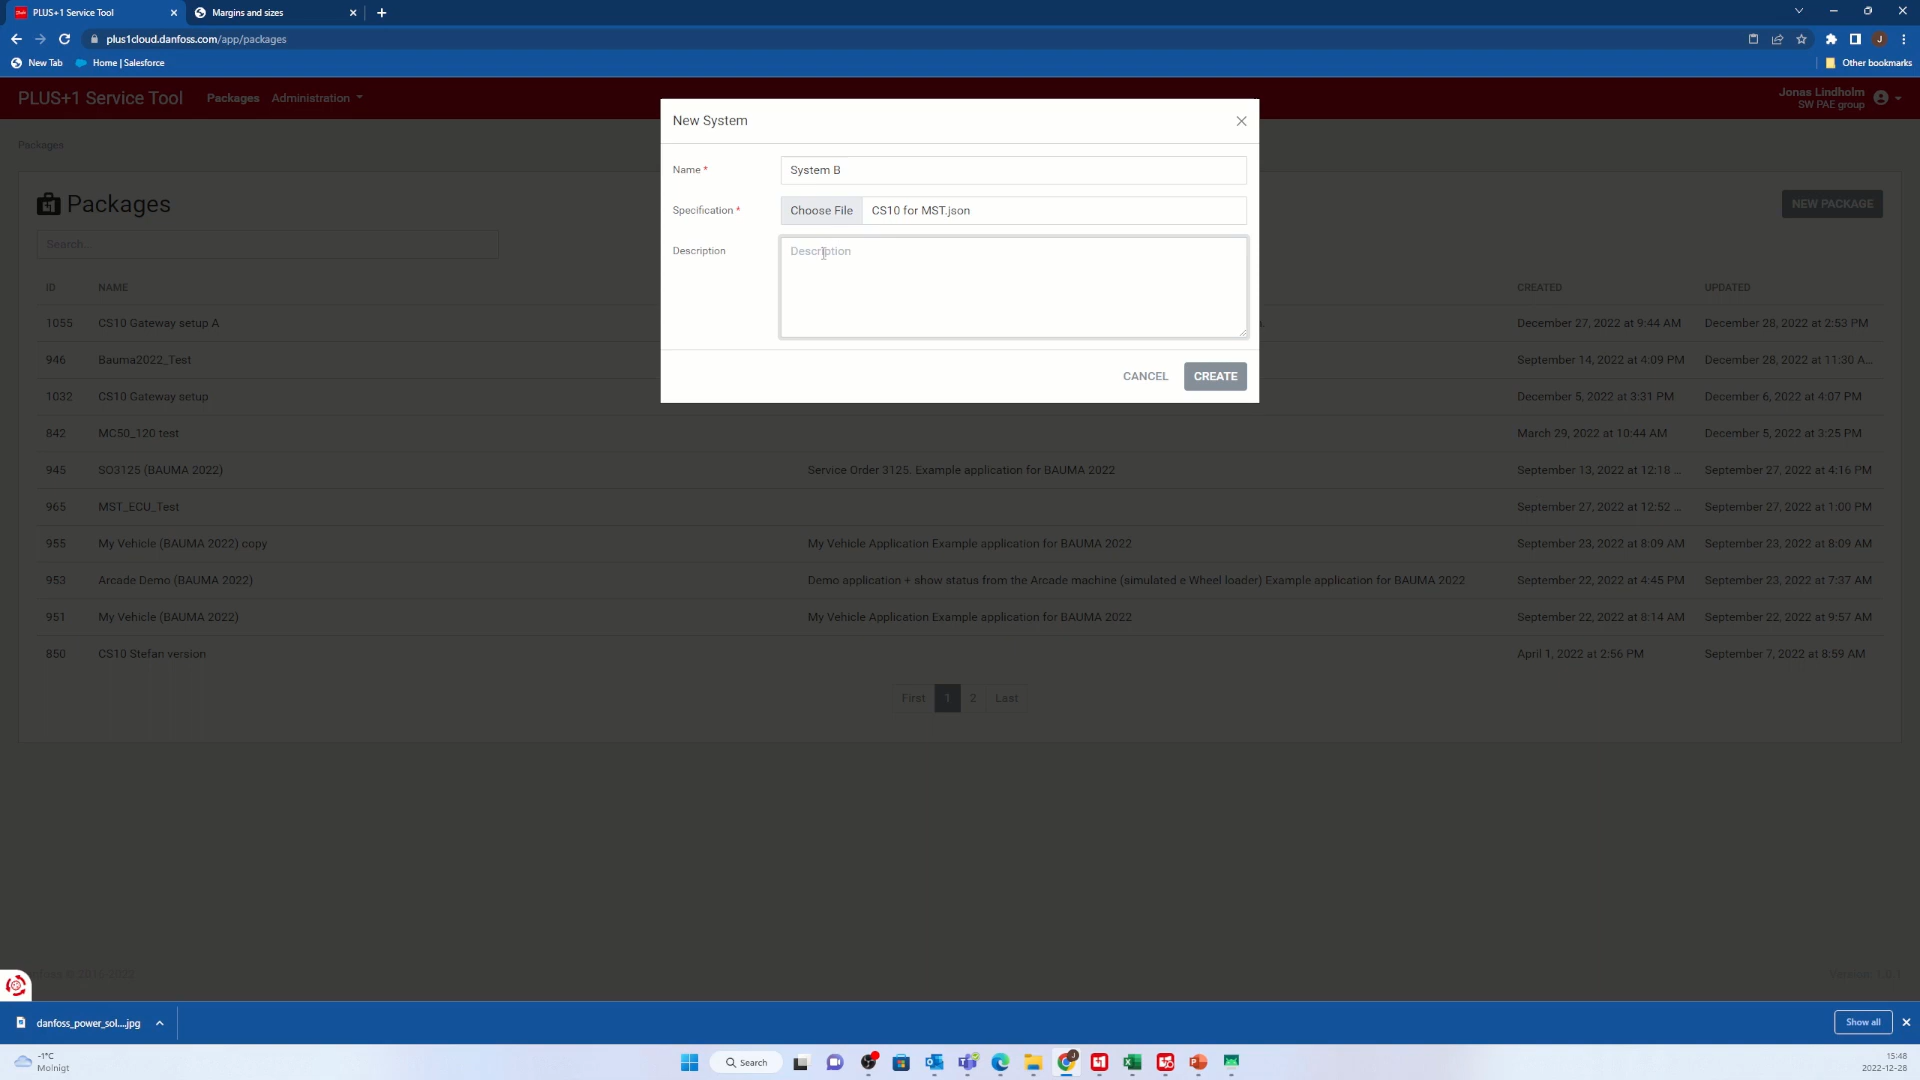 PLUS+1 Service Tool
Margins and sizes
plus1cloud.danfoss.com/app/packages
New Tab
Home | Salesforce
Other bookmarks
PLUS+1 Service Tool
Packages
Administration
Jonas Lindholm
SW PAE group
Packages
Packages
NEW PACKAGE
Search...
ID NAME CREATED UPDATED
1055 CS10 Gateway setup A December 27, 2022 at 9:44 AM December 28, 2022 at 2:53 PM
946 Bauma2022_Test September 14, 2022 at 4:09 PM December 28, 2022 at 11:30 A...
1032 CS10 Gateway setup December 5, 2022 at 3:31 PM December 6, 2022 at 4:07 PM
842 MC50_120 test March 29, 2022 at 10:44 AM December 5, 2022 at 3:25 PM
945 SO3125 (BAUMA 2022) Service Order 3125. Example application for BAUMA 2022 September 13, 2022 at 12:18 ... September 27, 2022 at 4:16 PM
965 MST_ECU_Test September 27, 2022 at 12:52 ... September 27, 2022 at 1:00 PM
955 My Vehicle (BAUMA 2022) copy My Vehicle Application Example application for BAUMA 2022 September 23, 2022 at 8:09 AM September 23, 2022 at 8:09 AM
953 Arcade Demo (BAUMA 2022) Demo application + show status from the Arcade machine (simulated e Wheel loader) Example application for BAUMA 2022 September 22, 2022 at 4:45 PM September 23, 2022 at 7:37 AM
951 My Vehicle (BAUMA 2022) My Vehicle Application Example application for BAUMA 2022 September 22, 2022 at 8:14 AM September 22, 2022 at 9:57 AM
850 CS10 Stefan version April 1, 2022 at 2:56 PM September 7, 2022 at 8:59 AM
First 1 2 Last
New System
Name * System B
Specification * Choose File CS10 for MST.json
Description Description
CANCEL CREATE
danfoss_power_sol....jpg
Show all
-1°C
Molnigt
Search
15:48
2022-12-28